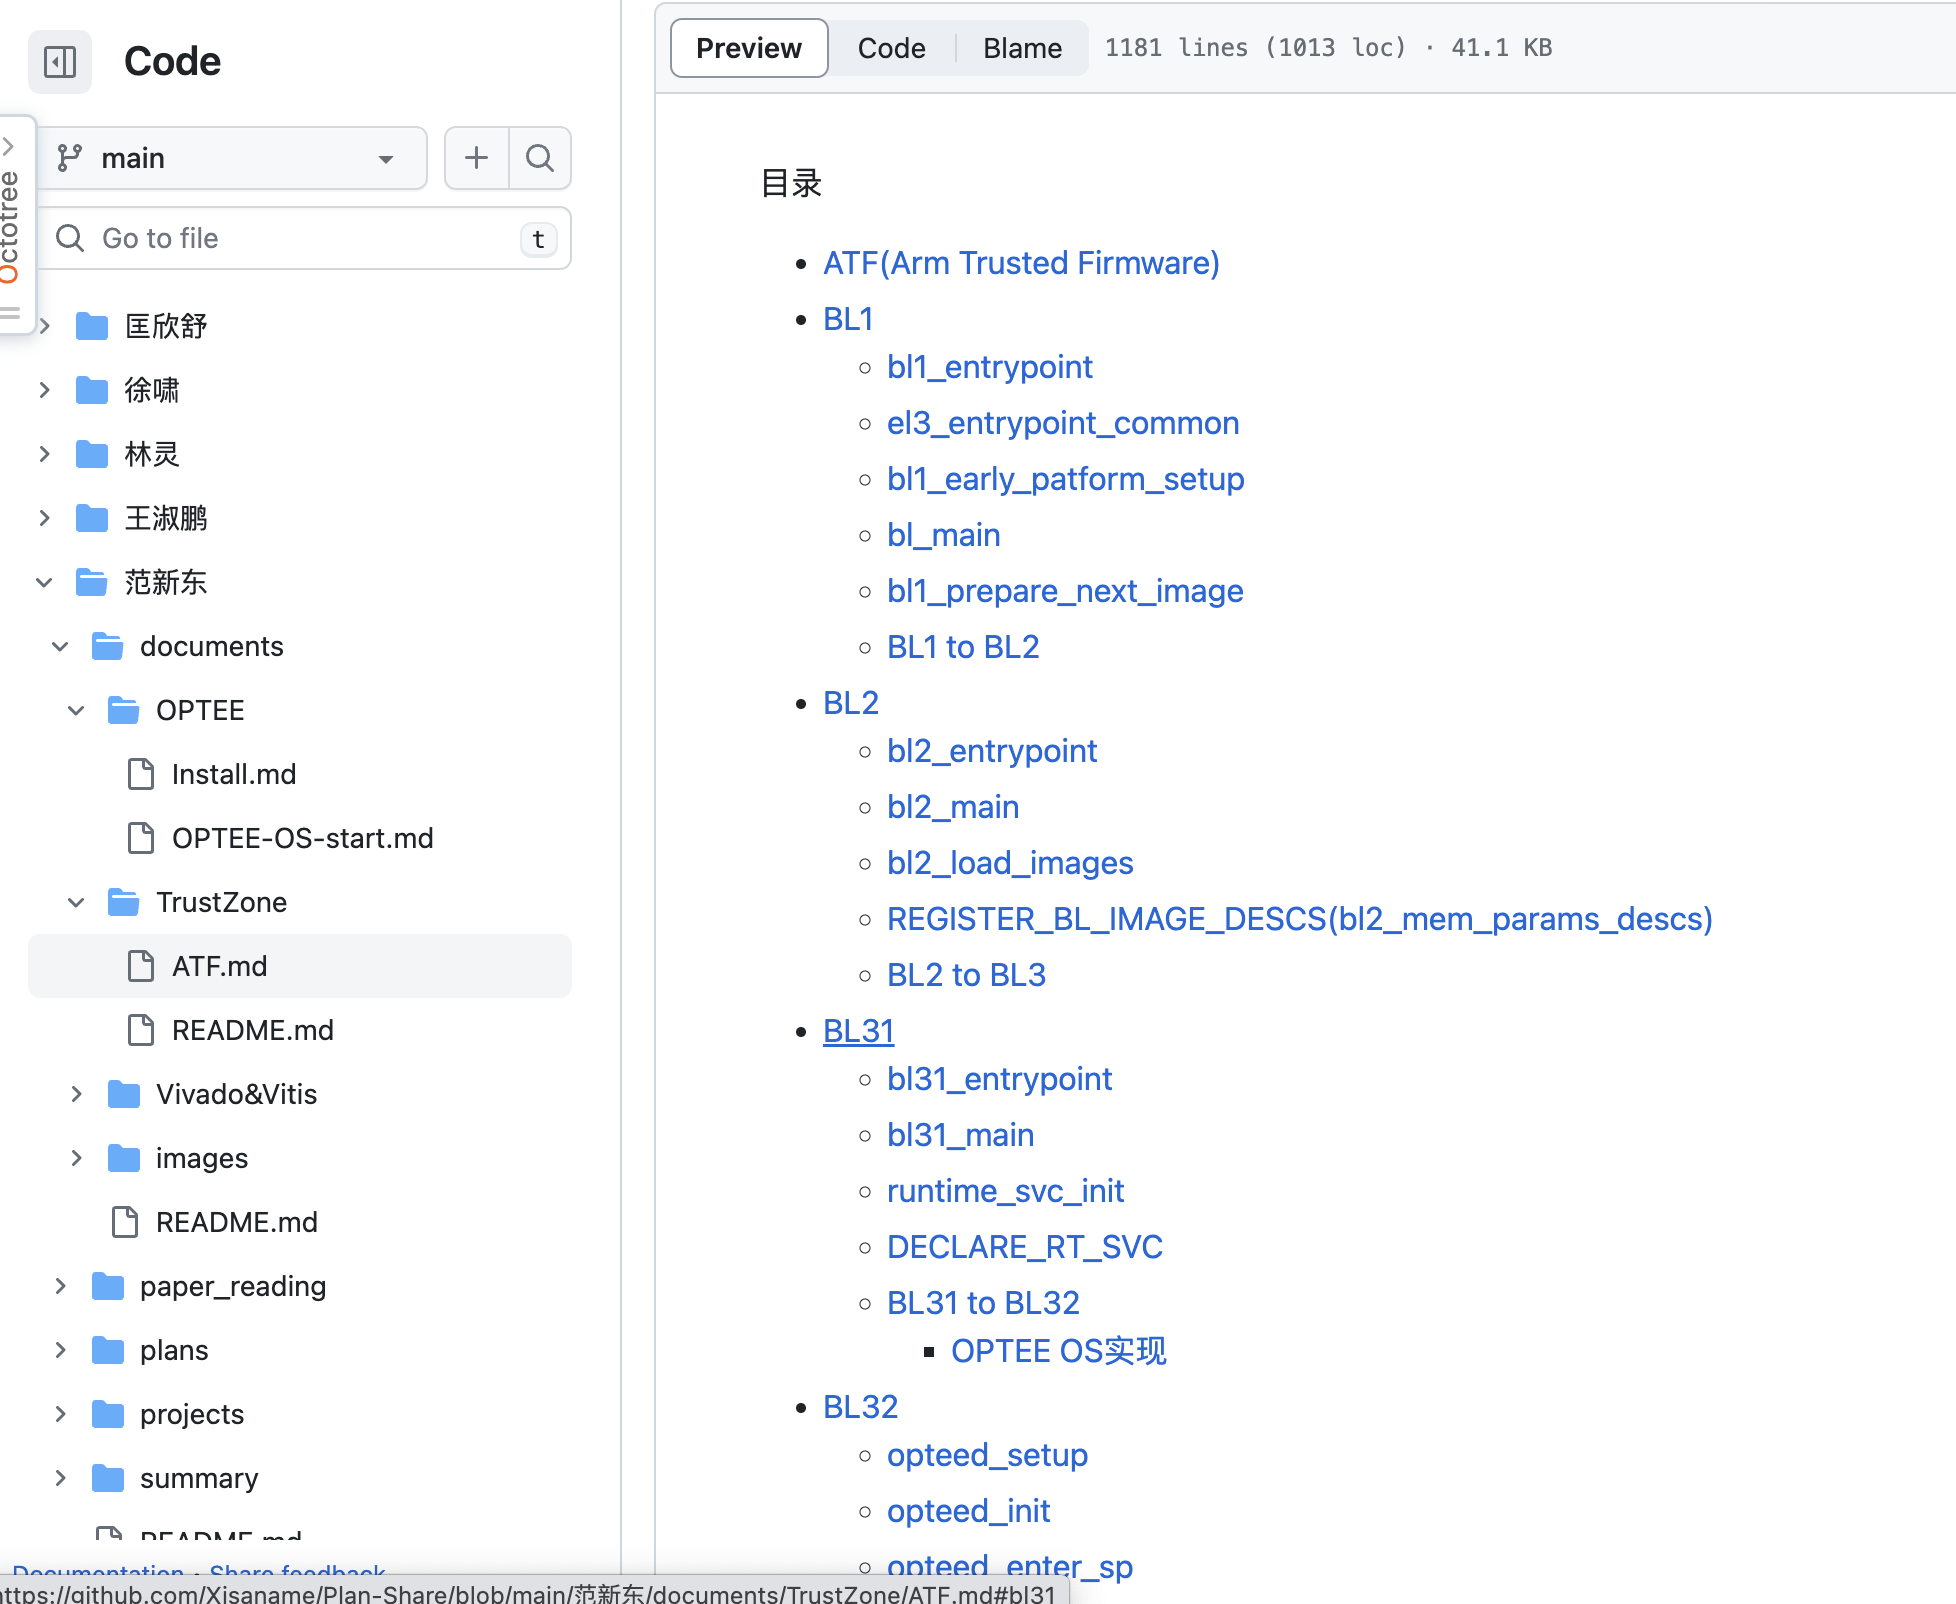 Code
main
Go to file
t
Octotree
匡欣舒
徐啸
林灵
王淑鹏
范新东
documents
OPTEE
Install.md
OPTEE-OS-start.md
TrustZone
ATF.md
README.md
Vivado&Vitis
images
README.md
paper_reading
plans
projects
summary
README.md
Documentation · Share feedback
https://github.com/Xisaname/Plan-Share/blob/main/范新东/documents/TrustZone/ATF.md#bl31
Preview Code Blame 1181 lines (1013 loc) · 41.1 KB
目录
ATF(Arm Trusted Firmware)
BL1
bl1_entrypoint
el3_entrypoint_common
bl1_early_patform_setup
bl_main
bl1_prepare_next_image
BL1 to BL2
BL2
bl2_entrypoint
bl2_main
bl2_load_images
REGISTER_BL_IMAGE_DESCS(bl2_mem_params_descs)
BL2 to BL3
BL31
bl31_entrypoint
bl31_main
runtime_svc_init
DECLARE_RT_SVC
BL31 to BL32
OPTEE OS实现
BL32
opteed_setup
opteed_init
opteed_enter_sp